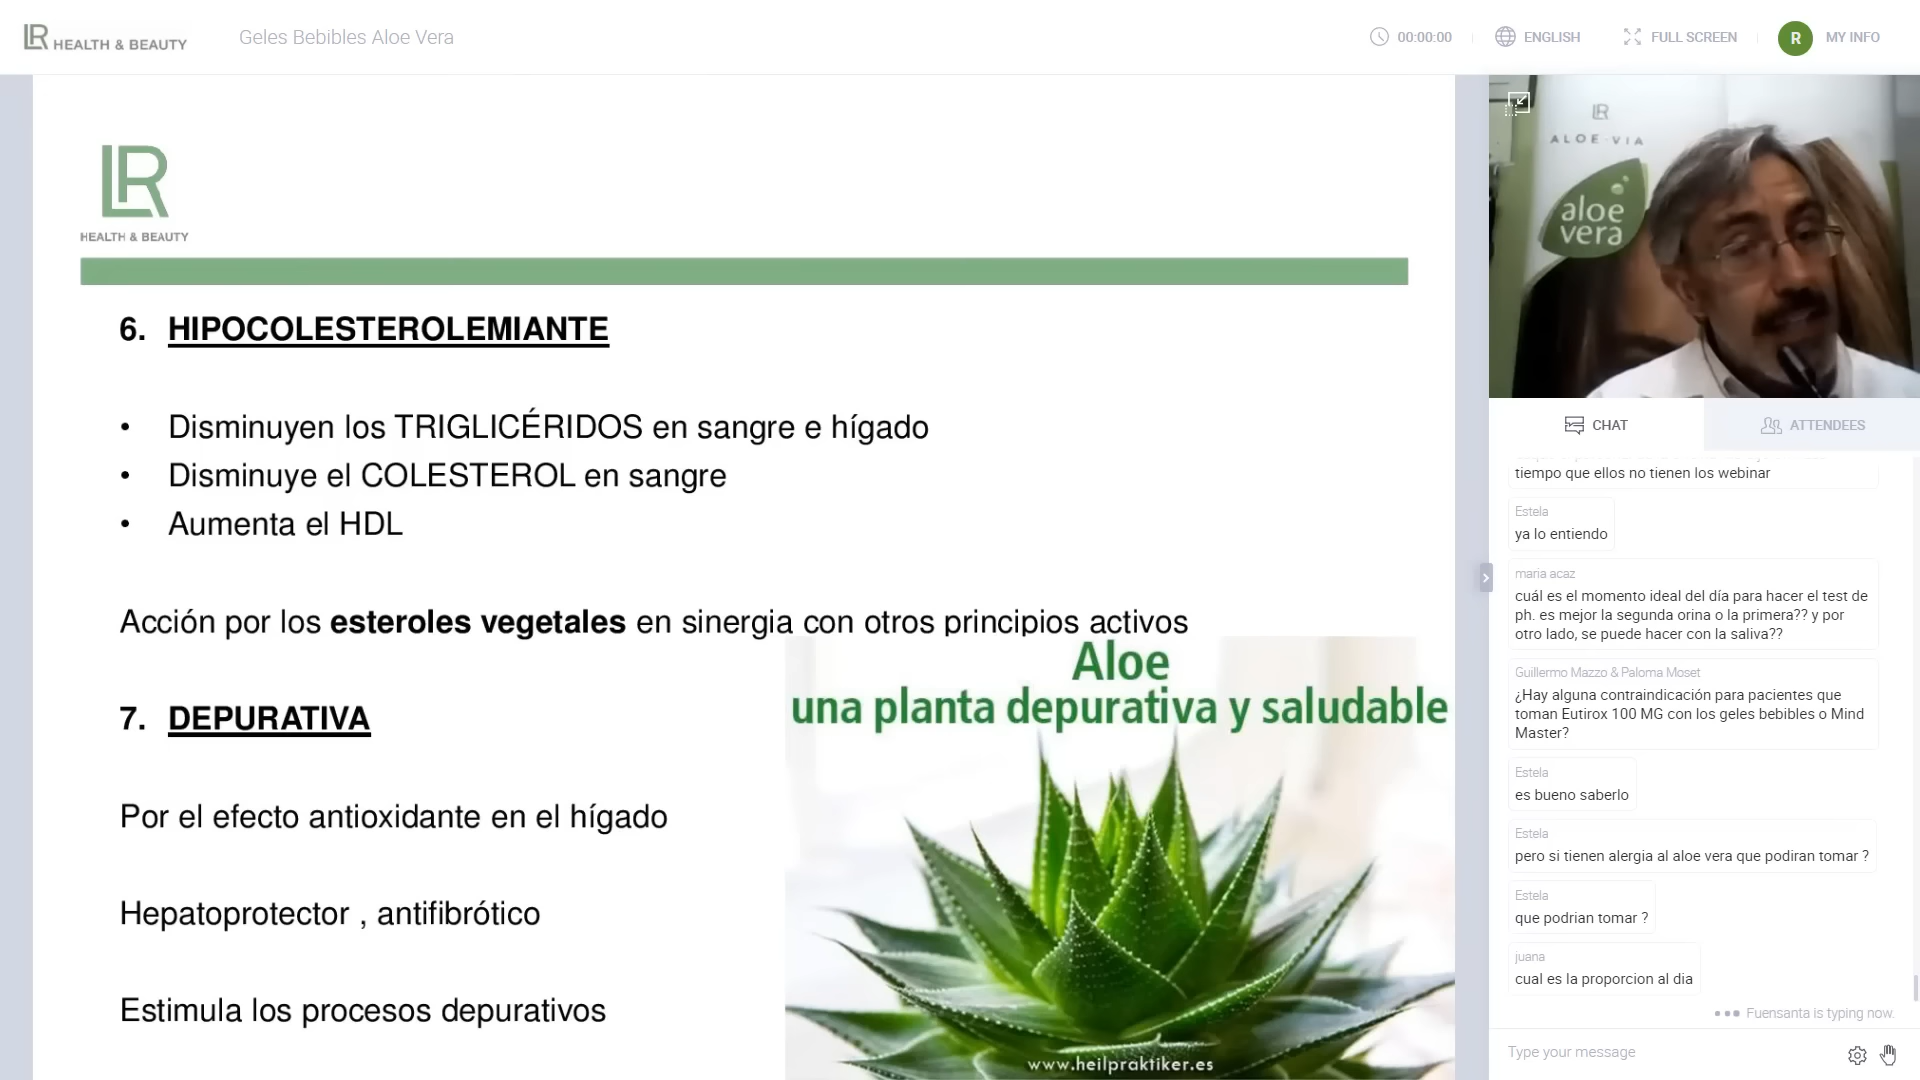 LR HEALTH & BEAUTY
Geles Bebibles Aloe Vera
00:00:00
ENGLISH
FULL SCREEN
R
MY INFO
LR
HEALTH & BEAUTY
6. HIPOCOLESTEROLEMIANTE
• Disminuyen los TRIGLICÉRIDOS en sangre e hígado
• Disminuye el COLESTEROL en sangre
• Aumenta el HDL
Acción por los esteroles vegetales en sinergia con otros principios activos
7. DEPURATIVA
Por el efecto antioxidante en el hígado
Hepatoprotector , antifibrótico
Estimula los procesos depurativos
Aloe
una planta depurativa y saludable
www.heilpraktiker.es
LR
ALOE VIA
aloe
vera
CHAT
ATTENDEES
tiempo que ellos no tienen los webinar
Estela
ya lo entiendo
maria acaz
cuál es el momento ideal del día para hacer el test de
ph. es mejor la segunda orina o la primera?? y por
otro lado, se puede hacer con la saliva??
Guillermo Mazzo & Paloma Moset
¿Hay alguna contraindicación para pacientes que
toman Eutirox 100 MG con los geles bebibles o Mind
Master?
Estela
es bueno saberlo
Estela
pero si tienen alergia al aloe vera que podiran tomar ?
Estela
que podrian tomar ?
juana
cual es la proporcion al dia
Fuensanta is typing now.
Type your message